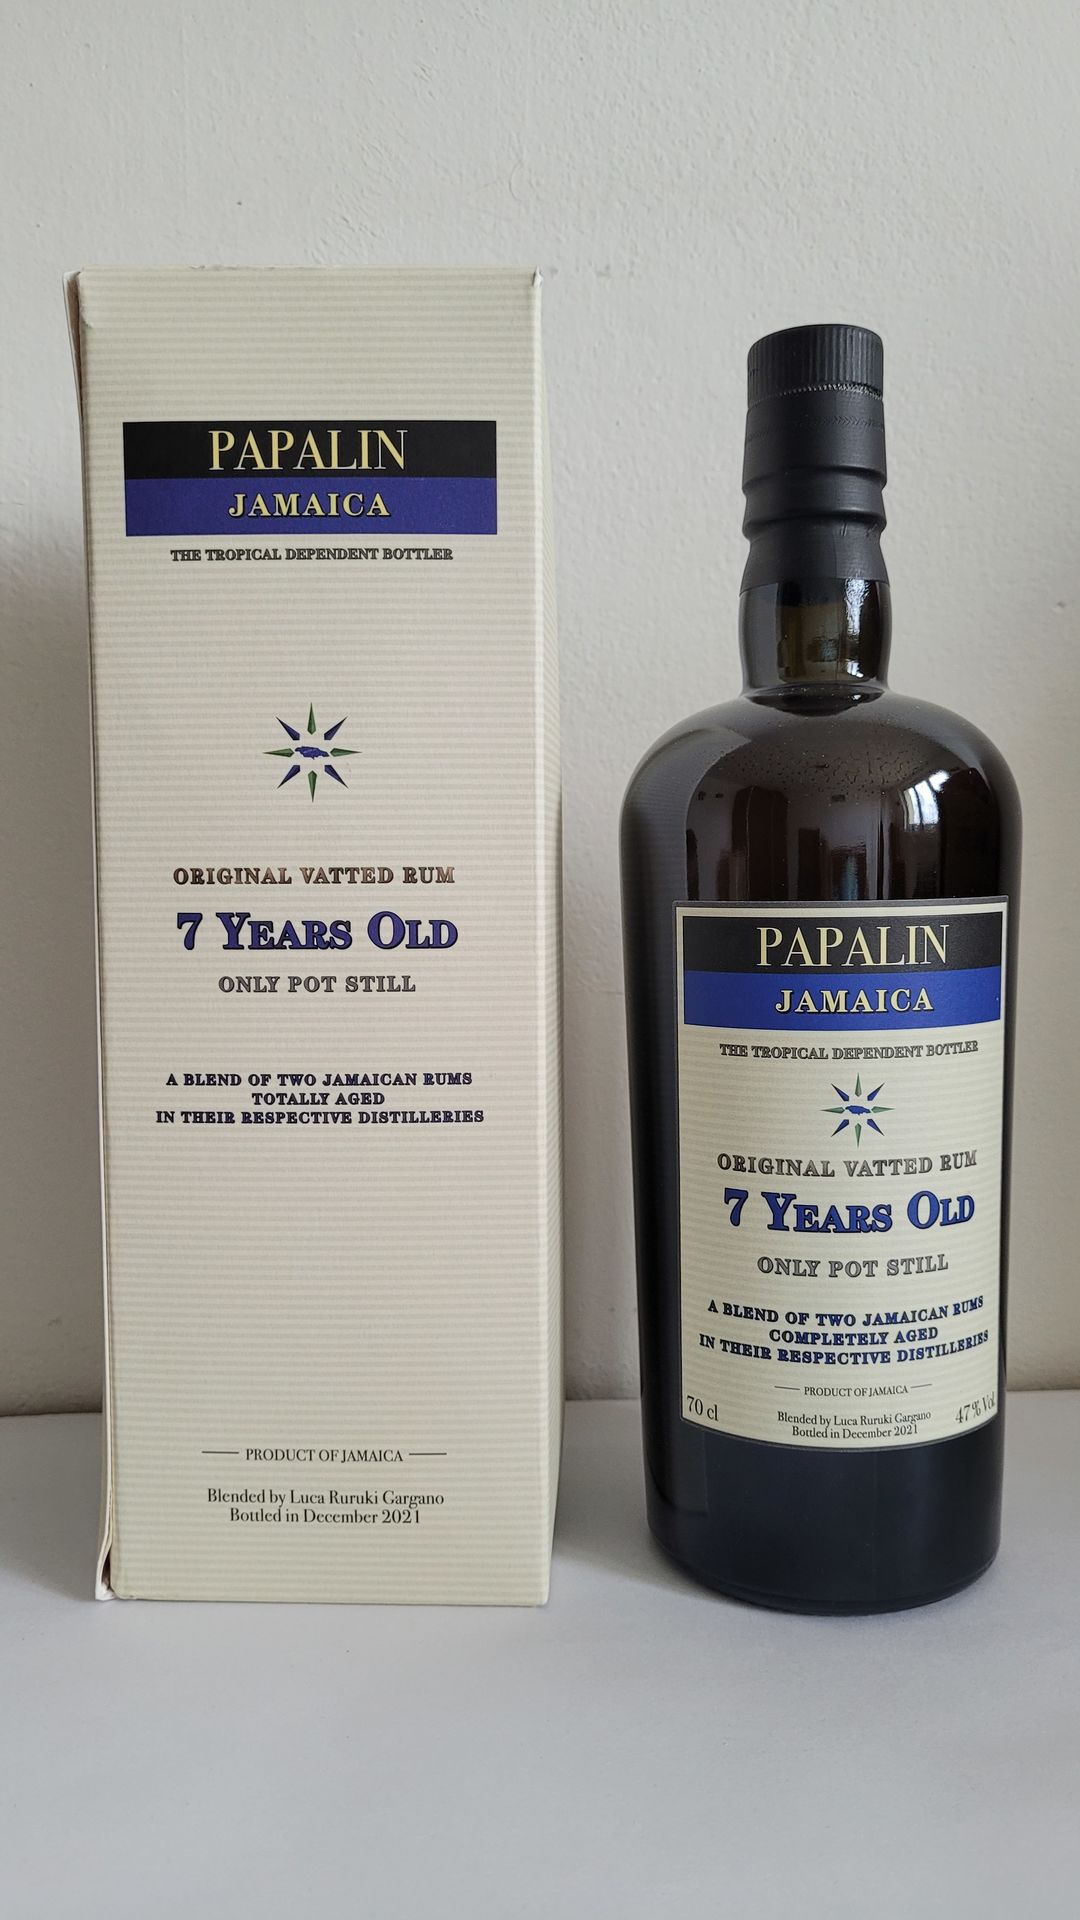 PAPALIN
JAMAICA
THE TROPICAL DEPENDENT BOTTLER
ORIGINAL VATTED RUM
7 YEARS OLD
ONLY POT STILL
A BLEND OF TWO JAMAICAN RUMS
TOTALLY AGED
IN THEIR RESPECTIVE DISTILLERIES
PRODUCT OF JAMAICA
Blended by Luca Ruruki Gargano
Bottled in December 2021
PAPALIN
JAMAICA
THE TROPICAL DEPENDENT BOTTLER
ORIGINAL VATTED RUM
7 YEARS OLD
ONLY POT STILL
A BLEND OF TWO JAMAICAN RUMS
COMPLETELY AGED
IN THEIR RESPECTIVE DISTILLERIES
PRODUCT OF JAMAICA
70 cl
Blended by Luca Ruruki Gargano
Bottled in December 2021
47% Vol.